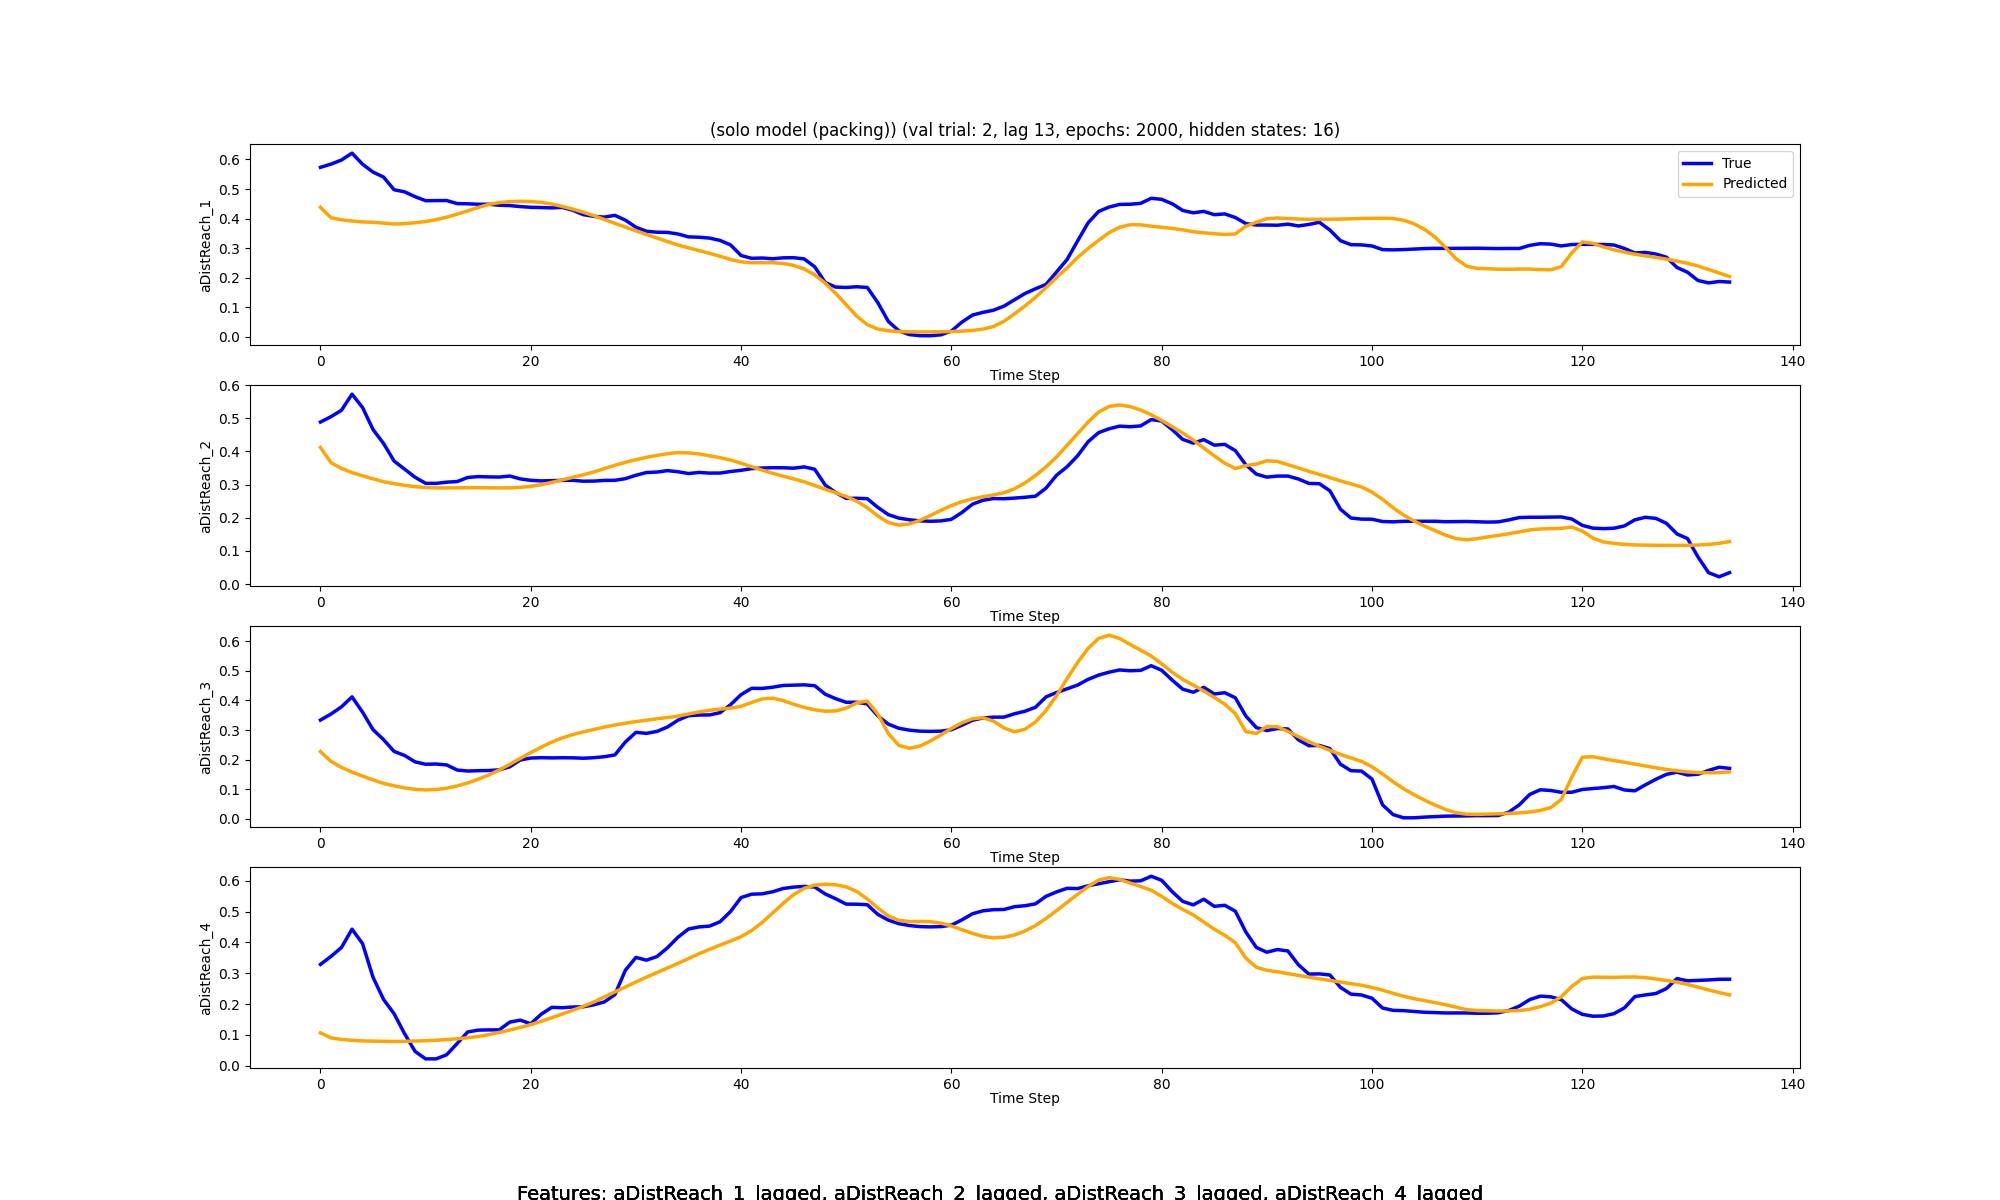 (solo model (packing)) (val trial: 2, lag 13, epochs: 2000, hidden states: 16)
True
Predicted
aDistReach_1
0.6
0.5
0.4
0.3
0.2
0.1
0.0
0 20 40 60 80 100 120 140
Time Step
aDistReach_2
0.6
0.5
0.4
0.3
0.2
0.1
0.0
0 20 40 60 80 100 120 140
Time Step
aDistReach_3
0.6
0.5
0.4
0.3
0.2
0.1
0.0
0 20 40 60 80 100 120 140
Time Step
aDistReach_4
0.6
0.5
0.4
0.3
0.2
0.1
0.0
0 20 40 60 80 100 120 140
Time Step
Features: aDistReach_1_lagged, aDistReach_2_lagged, aDistReach_3_lagged, aDistReach_4_lagged